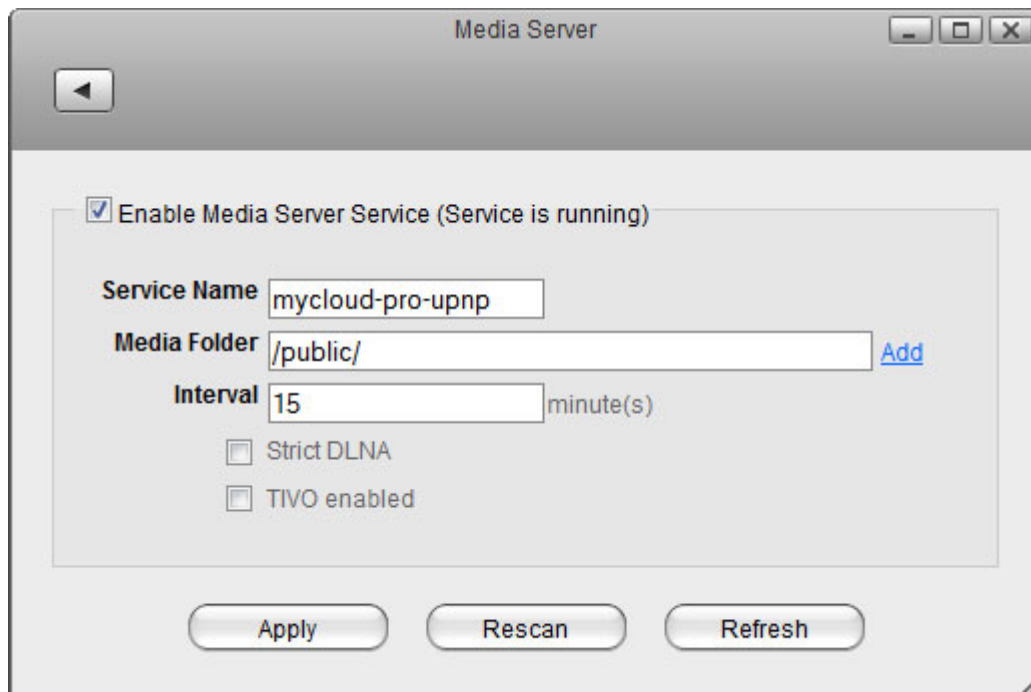 Media Server
Enable Media Server Service (Service is running)
Service Name mycloud-pro-upnp
Media Folder /public/ Add
Interval 15 minute(s)
Strict DLNA
TIVO enabled
Apply Rescan Refresh